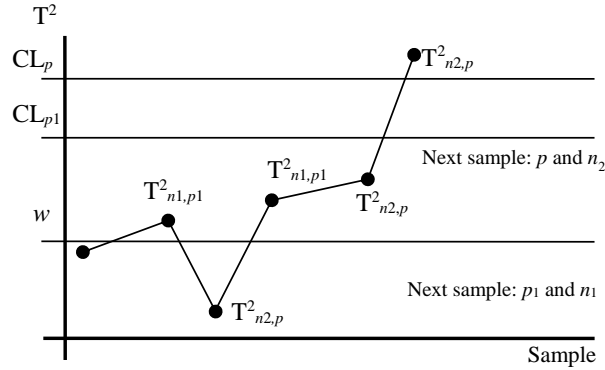 T²
CLₚ
T²n2,p
CLp1
Next sample: p and n₂
T²n1,p1
T²n1,p1
T²n2,p
w
Next sample: p₁ and n₁
T²n2,p
Sample